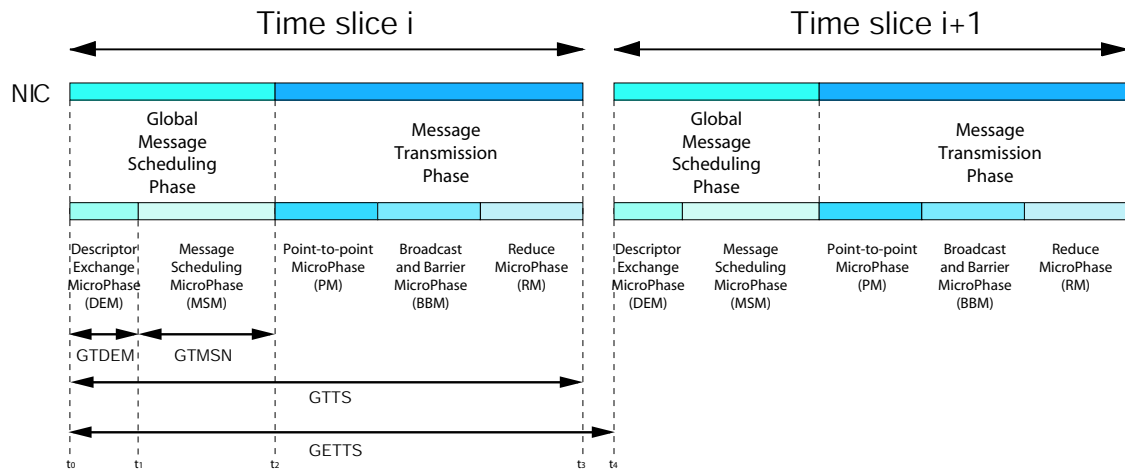 Time slice i
Time slice i+1
NIC
Global
Message
Scheduling
Phase
Message
Transmission
Phase
Global
Message
Scheduling
Phase
Message
Transmission
Phase
Descriptor
Exchange
MicroPhase
(DEM)
Message
Scheduling
MicroPhase
(MSM)
Point-to-point
MicroPhase
(PM)
Broadcast
and Barrier
MicroPhase
(BBM)
Reduce
MicroPhase
(RM)
Descriptor
Exchange
MicroPhase
(DEM)
Message
Scheduling
MicroPhase
(MSM)
Point-to-point
MicroPhase
(PM)
Broadcast
and Barrier
MicroPhase
(BBM)
Reduce
MicroPhase
(RM)
GTDEM
GTMSN
GTTS
GETTS
t0
t1
t2
t3
t4